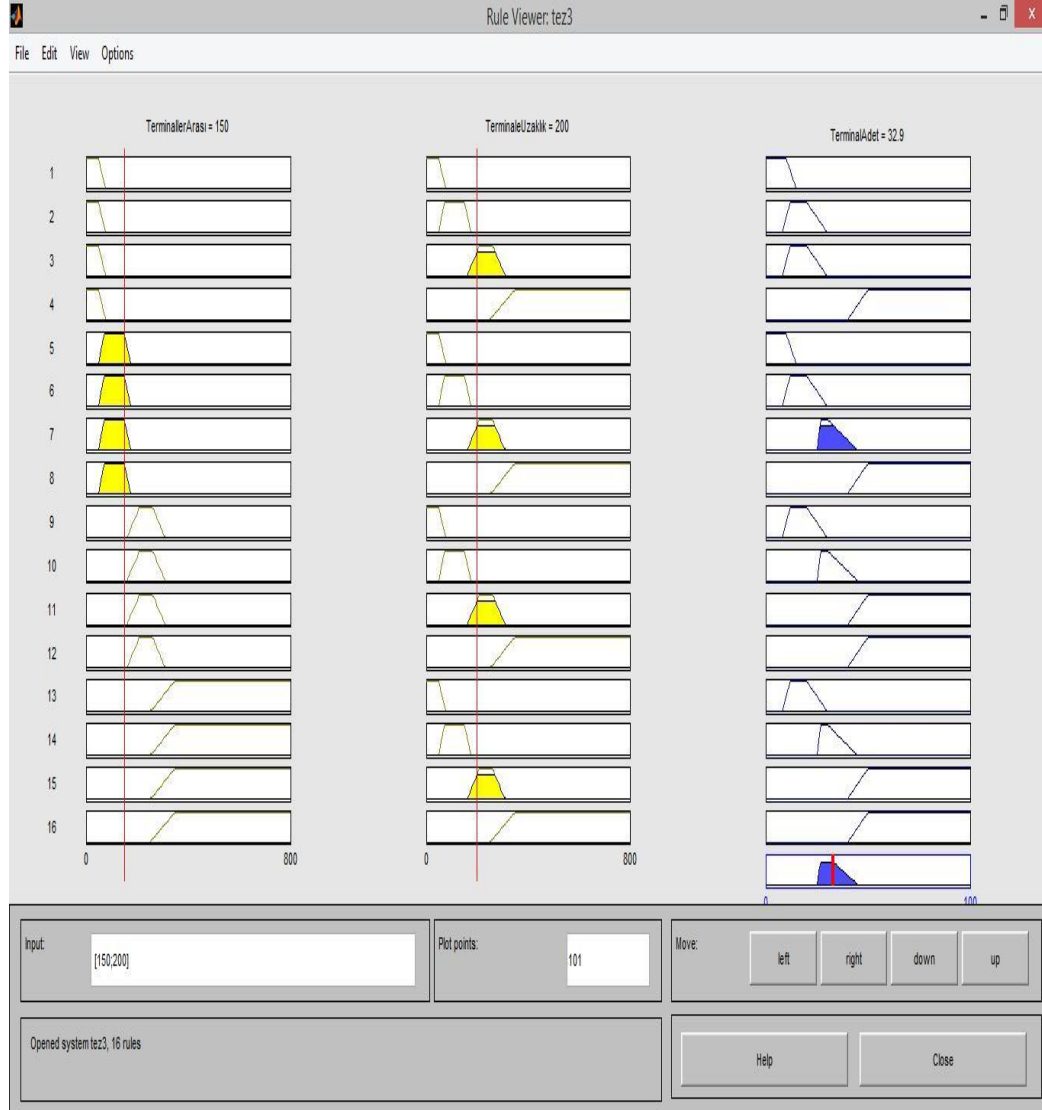 Rule Viewer: tez3
File Edit View Options
TerminallerArası = 150
TerminaleUzaklık = 200
TerminalAdet = 32.9
1
2
3
4
5
6
7
8
9
10
11
12
13
14
15
16
0 800
0 800
0 100
Input:
[150;200]
Plot points:
101
Move:
left right down up
Opened system tez3, 16 rules
Help Close